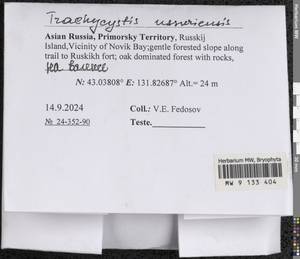 Trachycystis ussuriensis
Asian Russia, Primorsky Territory, Russkij
Island,Vicinity of Novik Bay;gentle forested slope along
trail to Ruskikh fort; oak dominated forest with rocks,
на валеже
N: 43.03808° E: 131.82687° Alt.= 24 m
14.9.2024 Coll.: V.E. Fedosov
№ 24-352-90 Teste.
Herbarium MW, Bryophyta
MW 9 133 404